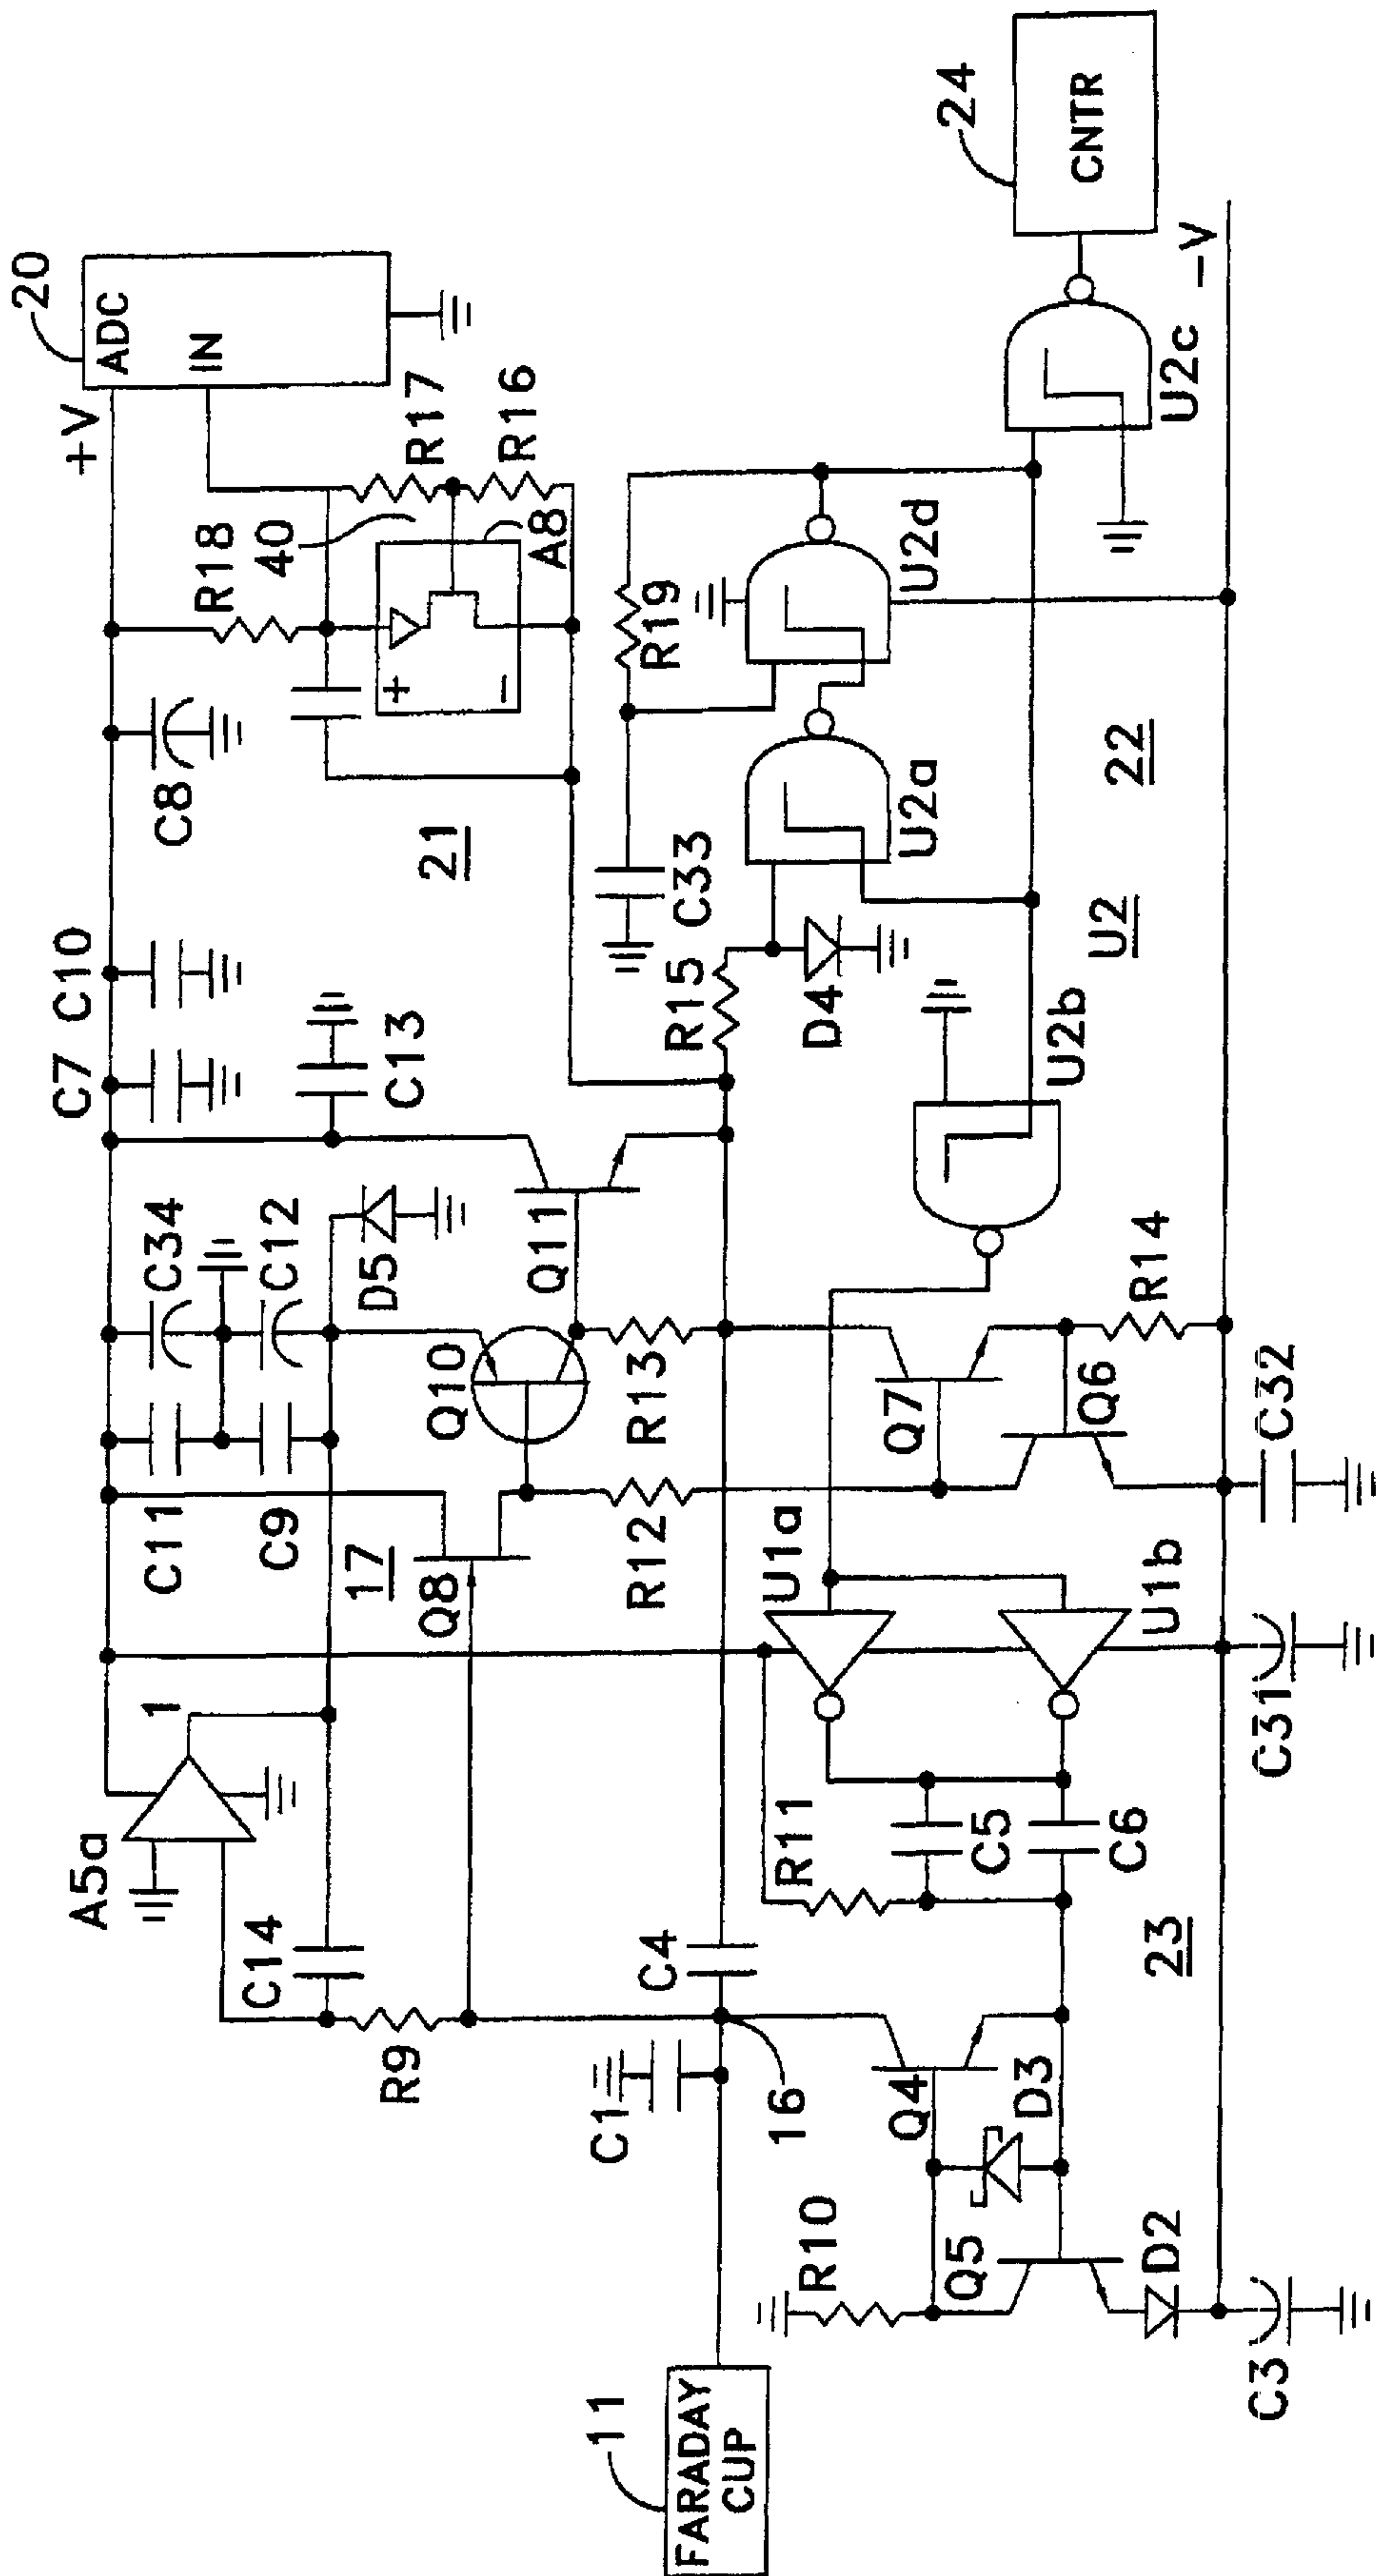 FARADAY
CUP
11
C3
D2
Q5
R10
D3
Q4
16
C1
R9
C14
C4
23
C6
C5
R11
A5a
1
C31
U1b
U1a
17
Q8
C9
C11
R12
C32
Q6
Q7
R14
R13
Q10
C12
C34
D5
Q11
C7
C10
C13
U2b
R15
D4
U2
C33
U2a
22
21
C8
R18
40
A8
+
–
R19
U2d
R16
R17
+V
20
ADC
IN
U2c
–V
24
CNTR